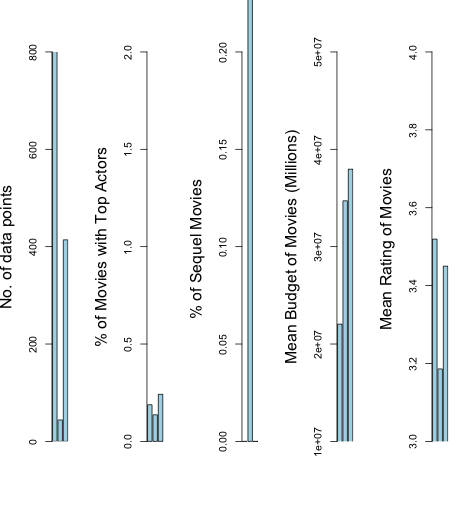 No. of data points
0
200
400
600
800
% of Movies with Top Actors
0.0
0.5
1.0
1.5
2.0
% of Sequel Movies
0.00
0.05
0.10
0.15
0.20
Mean Budget of Movies (Millions)
1e+07
2e+07
3e+07
4e+07
5e+07
Mean Rating of Movies
3.0
3.2
3.4
3.6
3.8
4.0